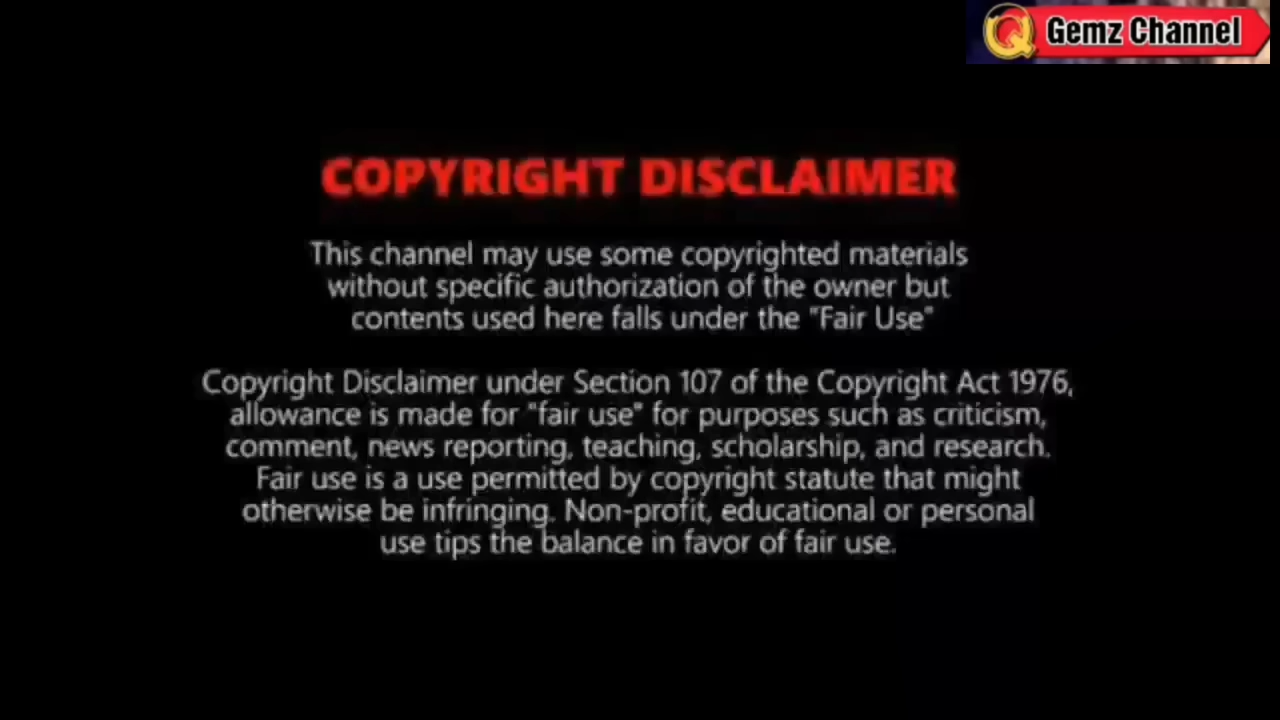 Gemz Channel
COPYRIGHT DISCLAIMER
This channel may use some copyrighted materials
without specific authorization of the owner but
contents used here falls under the "Fair Use"
Copyright Disclaimer under Section 107 of the Copyright Act 1976,
allowance is made for "fair use" for purposes such as criticism,
comment, news reporting, teaching, scholarship, and research.
Fair use is a use permitted by copyright statute that might
otherwise be infringing. Non-profit, educational or personal
use tips the balance in favor of fair use.